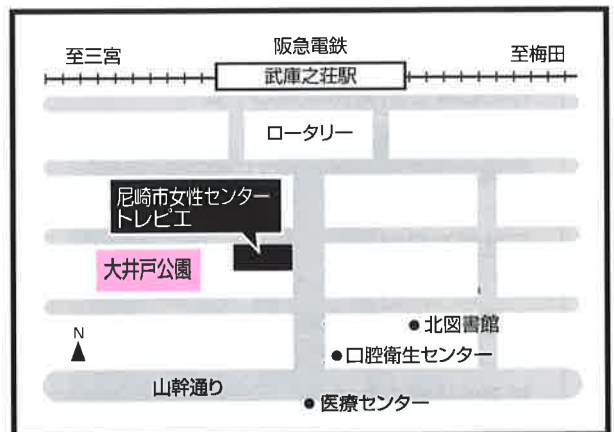 阪急電鉄
至三宮
至梅田
武庫之荘駅
ロータリー
尼崎市女性センター
トレピエ
大井戸公園
N
北図書館
口腔衛生センター
山幹通り
医療センター